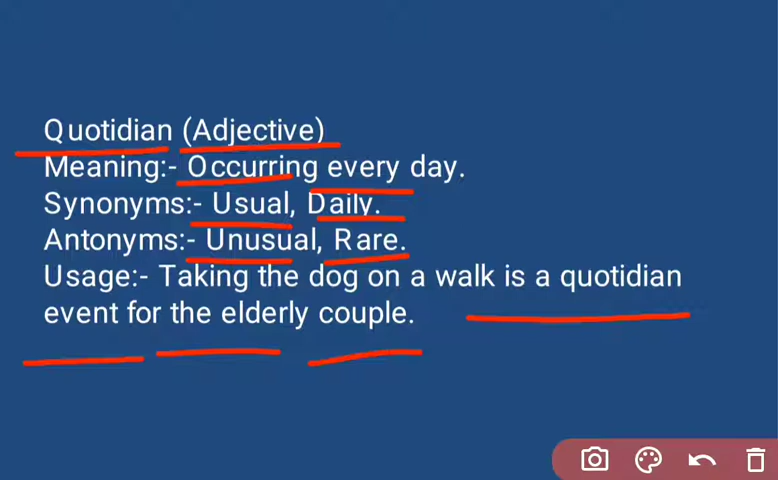 Quotidian (Adjective)
Meaning:- Occurring every day.
Synonyms:- Usual, Daily.
Antonyms:- Unusual, Rare.
Usage:- Taking the dog on a walk is a quotidian
event for the elderly couple.